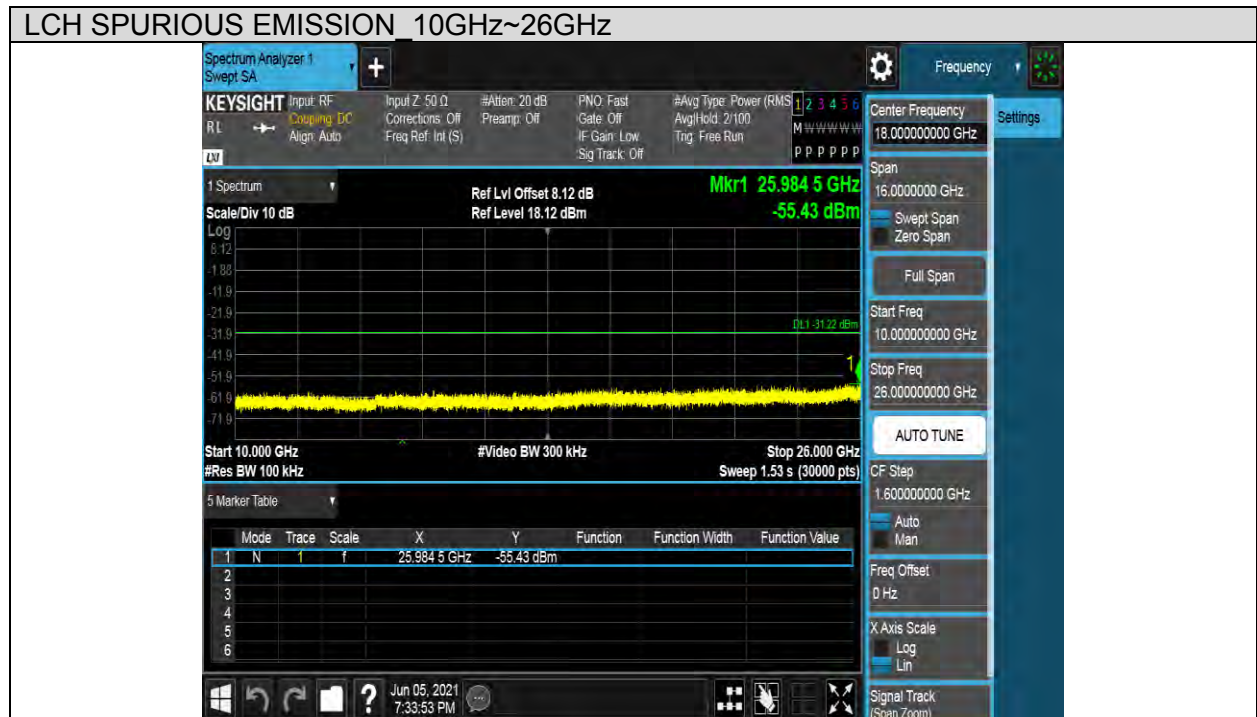 LCH SPURIOUS EMISSION_10GHz~26GHz
Spectrum Analyzer 1
Swept SA
+
Frequency
KEYSIGHT Input: RF Input Z: 50 Ω #Atten: 20 dB PNO: Fast #Avg Type: Power (RMS 1 2 3 4 5 6
RL Coupling: DC Corrections: Off Preamp: Off Gate: Off Avg|Hold: 2/100 M W W W W W
Align: Auto Freq Ref: Int (S) IF Gain: Low Trig: Free Run
LXI Sig Track: Off P P P P P P
1 Spectrum
Ref Lvl Offset 8.12 dB
Mkr1 25.984 5 GHz
Scale/Div 10 dB
Ref Level 18.12 dBm
-55.43 dBm
Log
8.12
-1.88
-11.9
-21.9
DL1 -31.22 dBm
-31.9
-41.9
1
-51.9
-61.9
-71.9
Start 10.000 GHz #Video BW 300 kHz Stop 26.000 GHz
#Res BW 100 kHz Sweep 1.53 s (30000 pts)
5 Marker Table
Mode Trace Scale X Y Function Function Width Function Value
1 N 1 f 25.984 5 GHz -55.43 dBm
2
3
4
5
6
?
Jun 05, 2021
7:33:53 PM
Center Frequency
18.000000000 GHz
Settings
Span
16.0000000 GHz
Swept Span
Zero Span
Full Span
Start Freq
10.000000000 GHz
Stop Freq
26.000000000 GHz
AUTO TUNE
CF Step
1.600000000 GHz
Auto
Man
Freq Offset
0 Hz
X Axis Scale
Log
Lin
Signal Track
(Span Zoom)